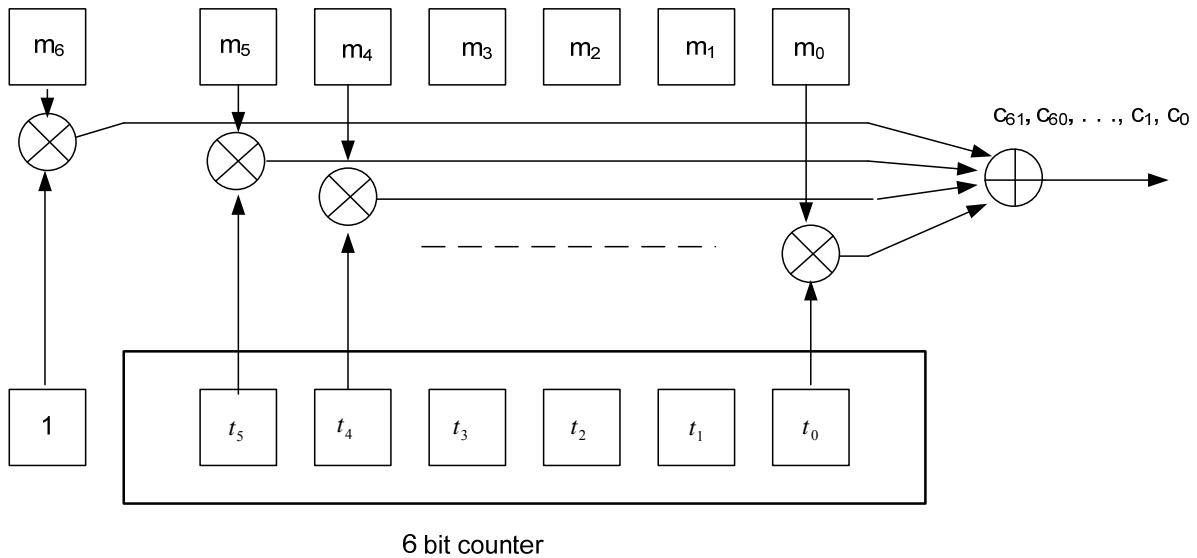 m₆ m₅ m₄ m₃ m₂ m₁ m₀
c₆₁, c₆₀, . . ., c₁, c₀
1 t₅ t₄ t₃ t₂ t₁ t₀
6 bit counter